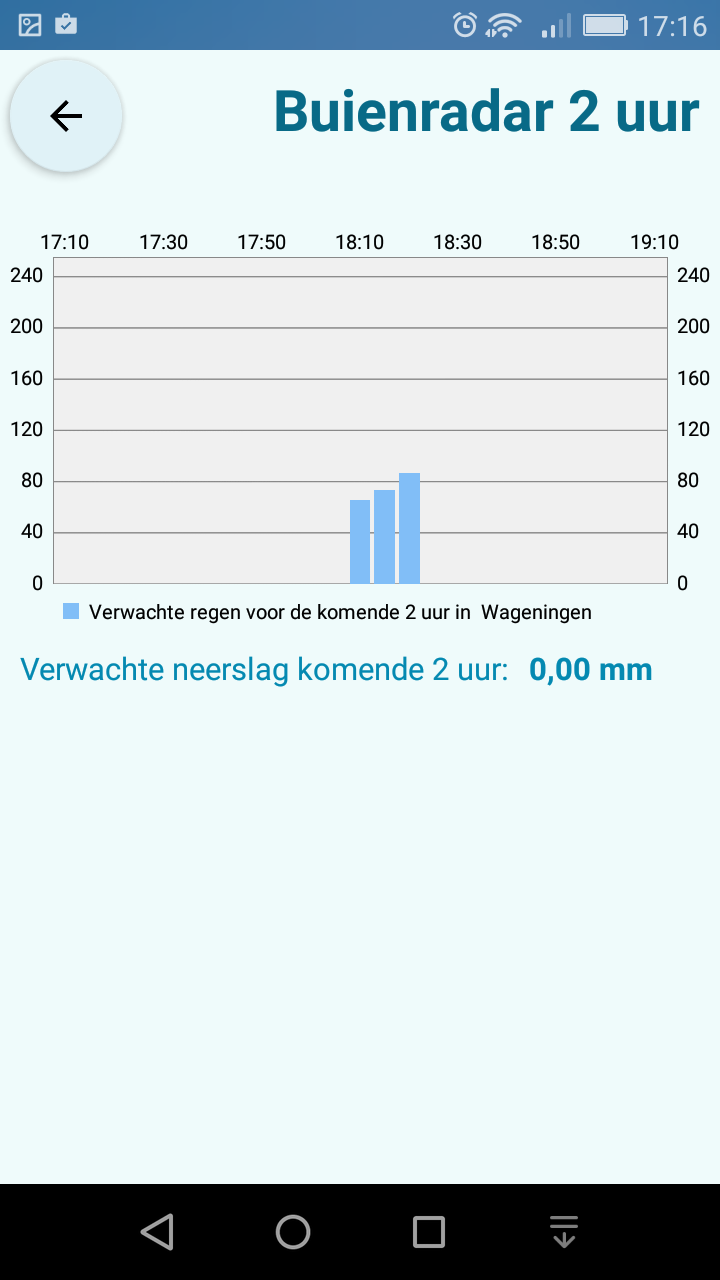 17:16
Buienradar 2 uur
17:10 17:30 17:50 18:10 18:30 18:50 19:10
240 240
200 200
160 160
120 120
80 80
40 40
0 0
Verwachte regen voor de komende 2 uur in Wageningen
Verwachte neerslag komende 2 uur: 0,00 mm